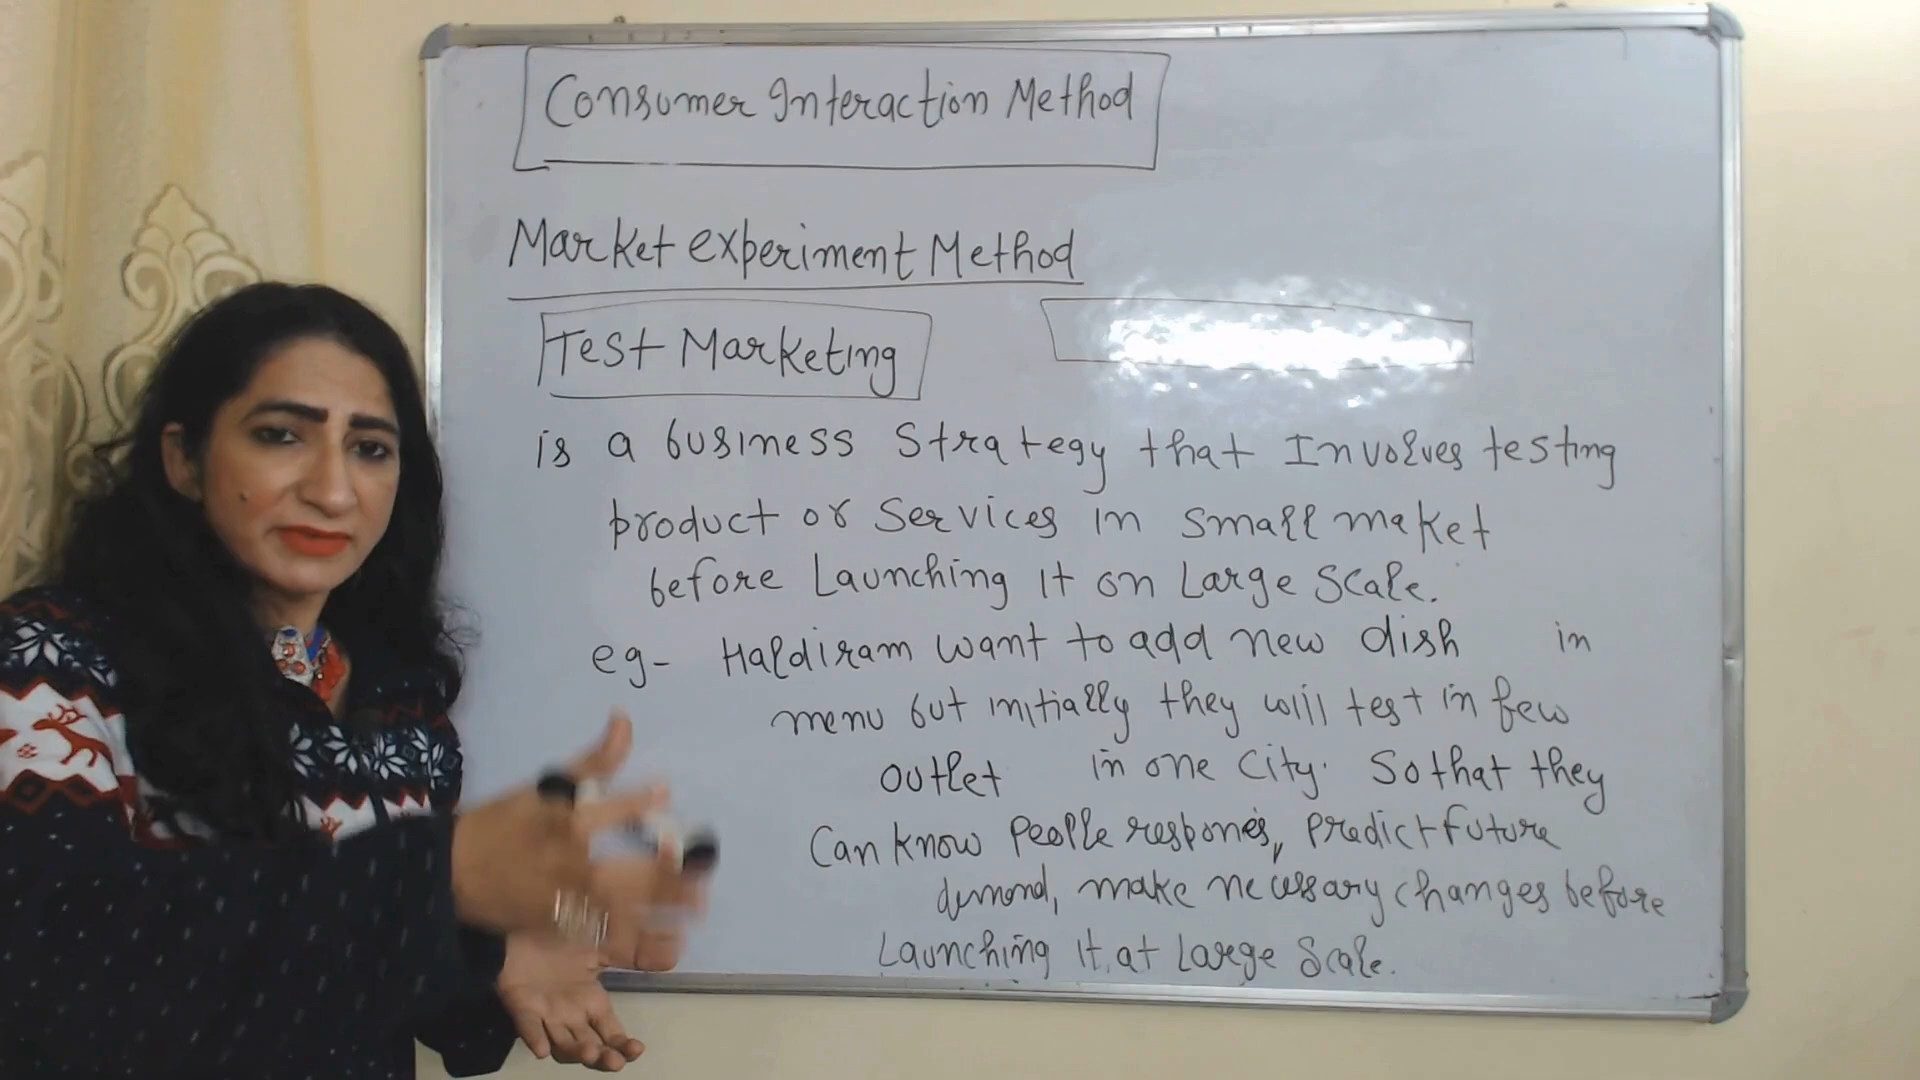 Consumer Interaction Method
Market experiment Method
Test Marketing
is a business strategy that Involves testing
product or services in small maket
before Launching it on Large scale.
eg- Haldiram want to add new dish in
menu but initially they will test in few
outlet in one city. So that they
Can know people respones, predict future
demand, make necessary changes before
Launching it at Large Scale.